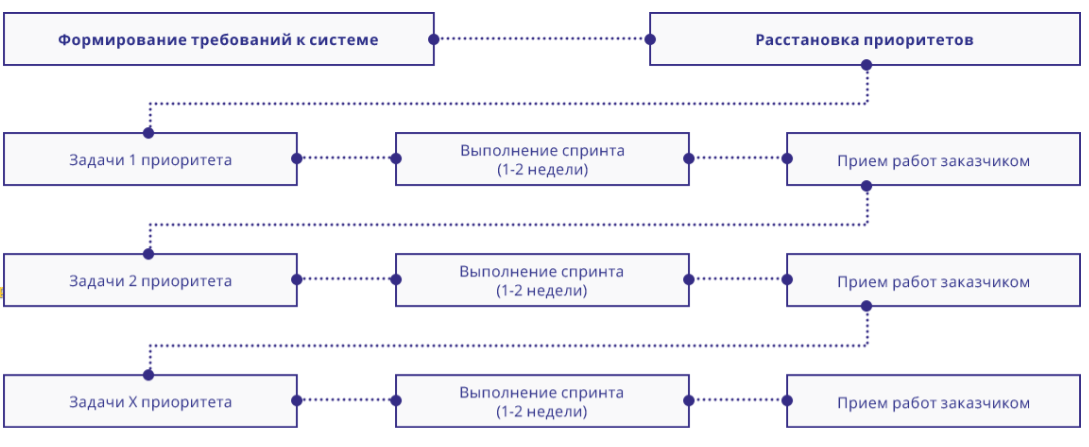 Формирование требований к системе
Расстановка приоритетов
Задачи 1 приоритета
Выполнение спринта
(1-2 недели)
Прием работ заказчиком
Задачи 2 приоритета
Выполнение спринта
(1-2 недели)
Прием работ заказчиком
Задачи X приоритета
Выполнение спринта
(1-2 недели)
Прием работ заказчиком